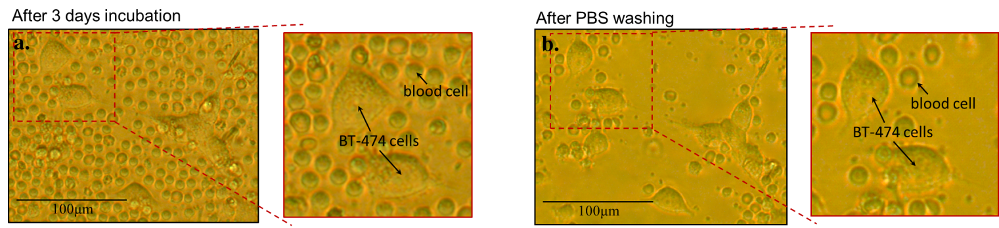 After 3 days incubation
a.
100μm
blood cell
BT-474 cells
After PBS washing
b.
100μm
blood cell
BT-474 cells